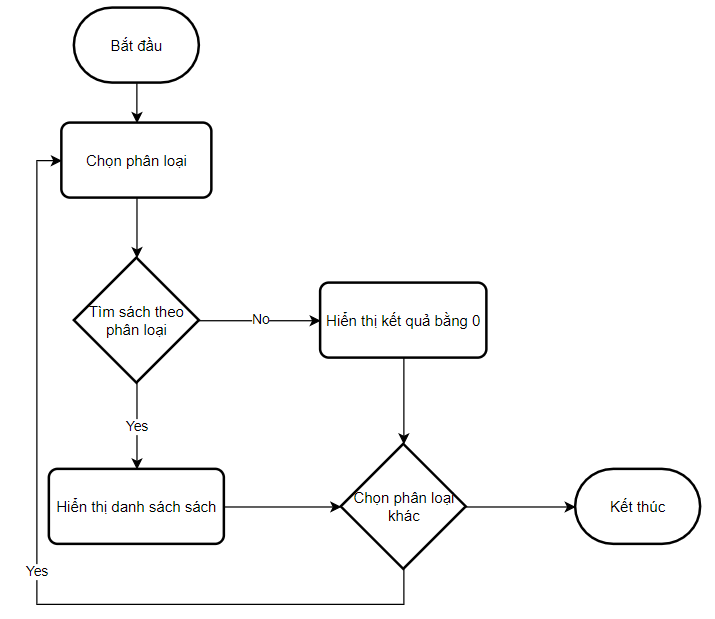 Bắt đầu
Chọn phân loại
Tìm sách theo
phân loại
No
Hiển thị kết quả bằng 0
Yes
Hiển thị danh sách sách
Chọn phân loại
khác
Kết thúc
Yes